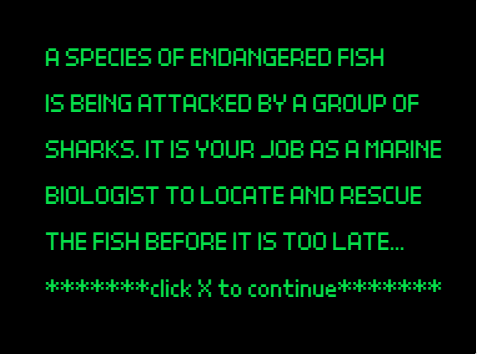 A SPECIES OF ENDANGERED FISH
IS BEING ATTACKED BY A GROUP OF
SHARKS. IT IS YOUR JOB AS A MARINE
BIOLOGIST TO LOCATE AND RESCUE
THE FISH BEFORE IT IS TOO LATE...
*******click X to continue*******